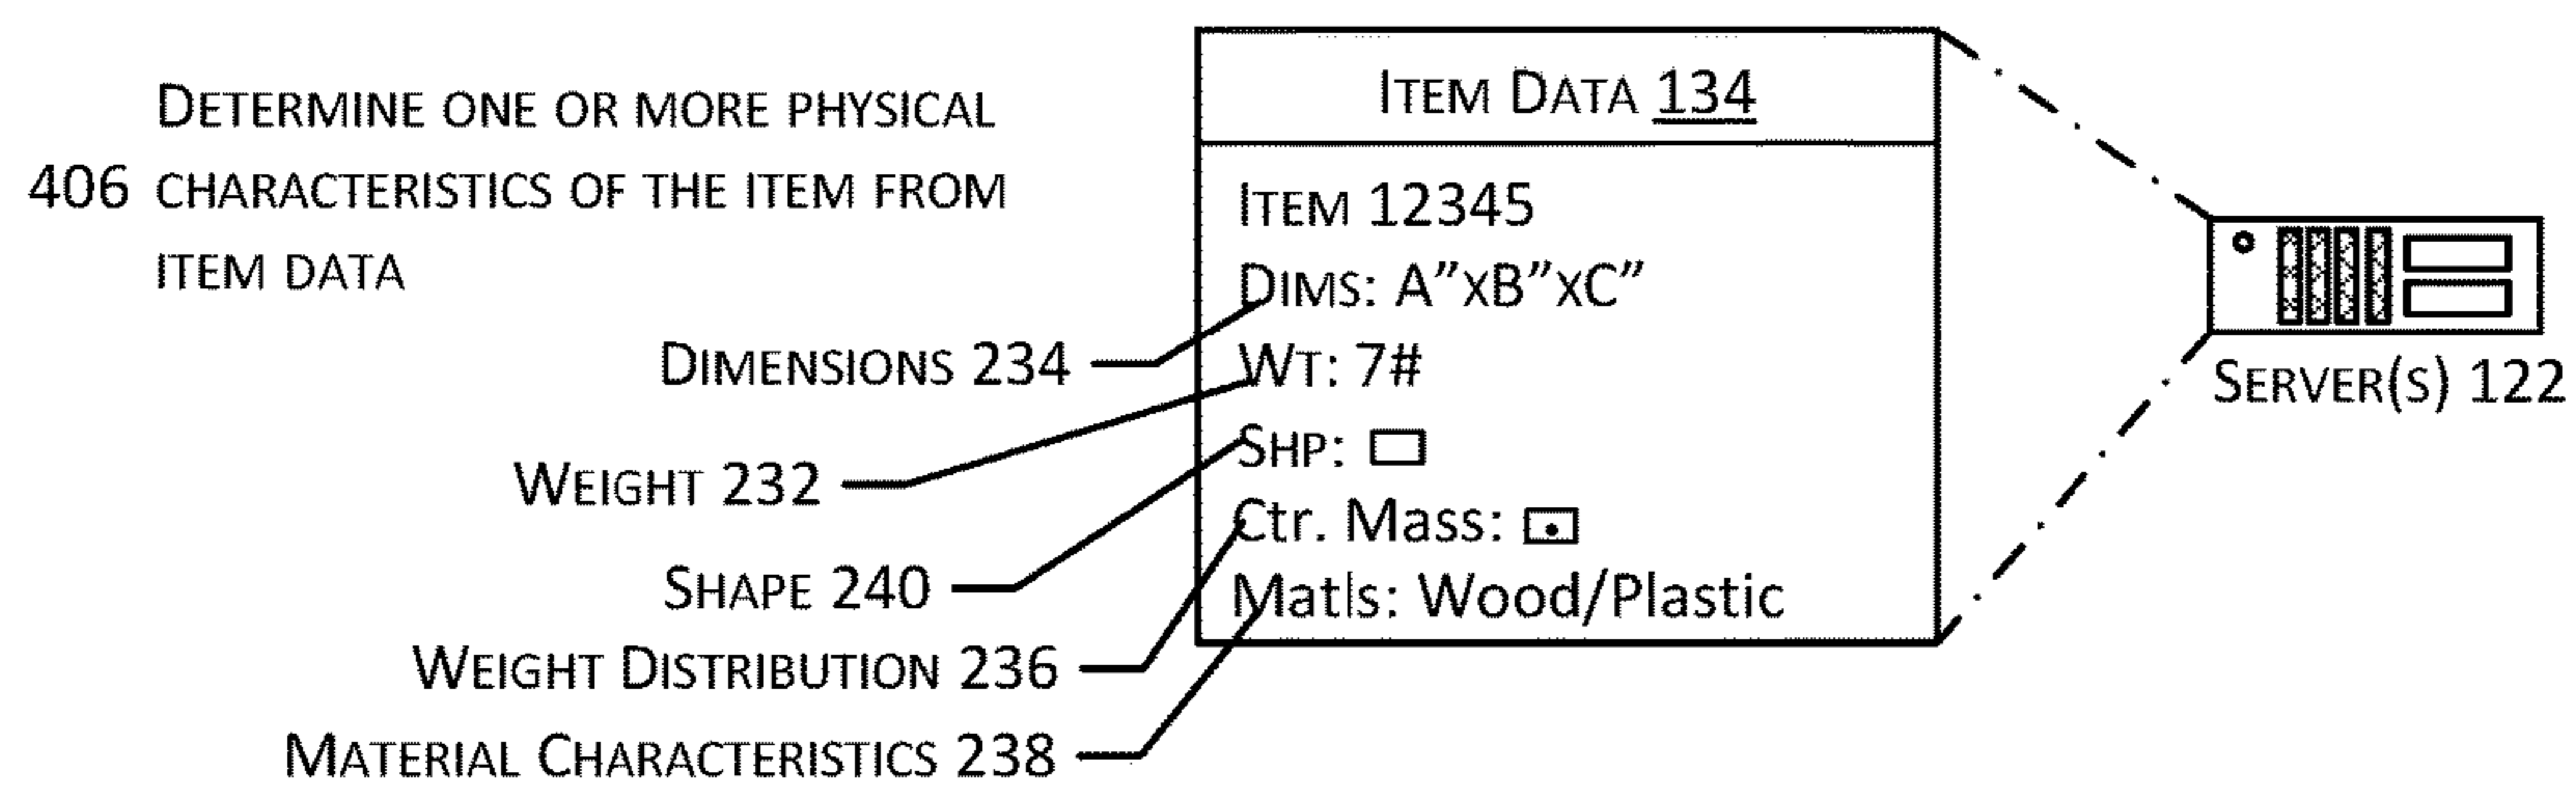 DETERMINE ONE OR MORE PHYSICAL
406 CHARACTERISTICS OF THE ITEM FROM
ITEM DATA
DIMENSIONS 234
WEIGHT 232
SHAPE 240
WEIGHT DISTRIBUTION 236
MATERIAL CHARACTERISTICS 238
ITEM DATA 134
ITEM 12345
DIMS: A”XB”XC”
WT: 7#
SHP:
Ctr. Mass:
Matls: Wood/Plastic
SERVER(S) 122